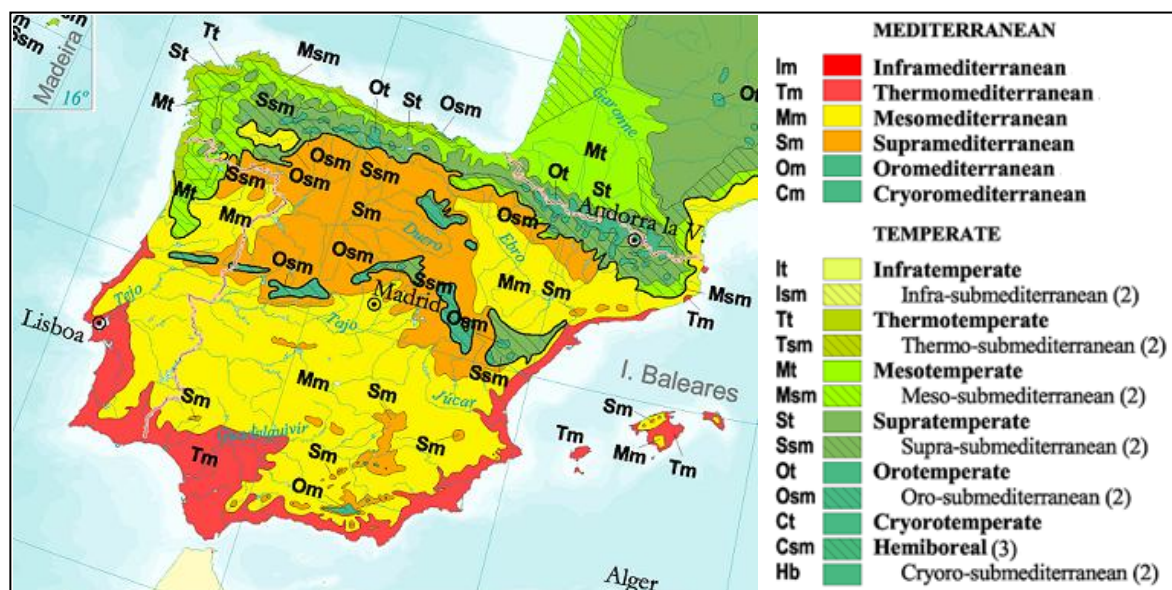 m
Om
sm
Ssm
Madeira
16º
Tt
St
Msm
Ot
St
Osm
Mt
Ssm
Garonne
Ot
Mt
Ssm
Osm
Osm
Ssm
Ot
St
Mt
Andorra la V.
Mm
Sm
Duero
Osm
Ebro
Osm
Osm
Ssm
Mm
Sm
Msm
Tajo
Madrid
Osm
Tm
Lisboa
Tajo
Ssm
I. Baleares
Mm
Sm
Júcar
Sm
Sm
Guadalquivir
Sm
Sm
Tm
Mm
Tm
Tm
Om
Alger
MEDITERRANEAN
Im Inframediterranean
Tm Thermomediterranean
Mm Mesomediterranean
Sm Supramediterranean
Om Oromediterranean
Cm Cryoromediterranean
TEMPERATE
It Infratemperate
Ism Infra-submediterranean (2)
Tt Thermotemperate
Tsm Thermo-submediterranean (2)
Mt Mesotemperate
Msm Meso-submediterranean (2)
St Supratemperate
Ssm Supra-submediterranean (2)
Ot Orotemperate
Osm Oro-submediterranean (2)
Ct Cryorotemperate
Csm Hemiboreal (3)
Hb Cryoro-submediterranean (2)